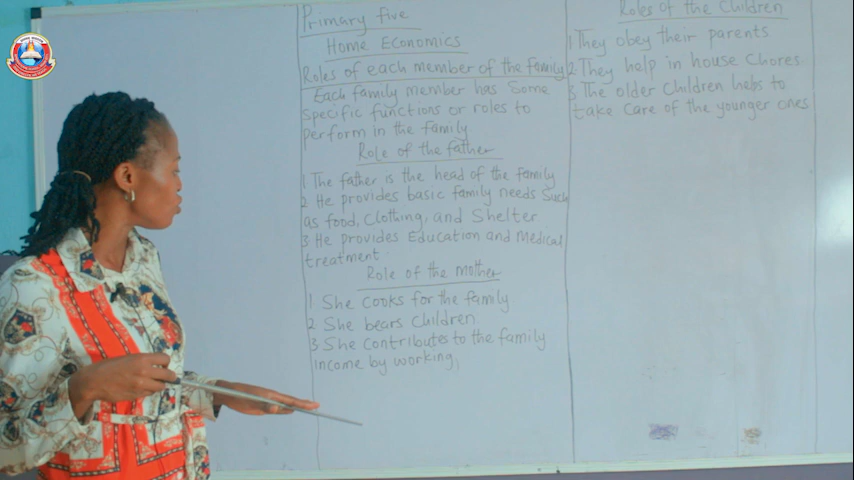 Primary five
Home Economics
Roles of each member of the family
Each family member has Some
Specific functions or roles to
perform in the family
Role of the father
1 The father is the head of the family
2 He provides basic family needs Such
as food, Clothing, and Shelter
3 He provides Education and Medical
treatment.
Role of the Mother
1 She Cooks for the family
2 She bears Children
3 She Contributes to the family
income by working,
Roles of the Children
1 They obey their parents
2 They help in house Chores
3 The older Children helps to
take Care of the younger ones